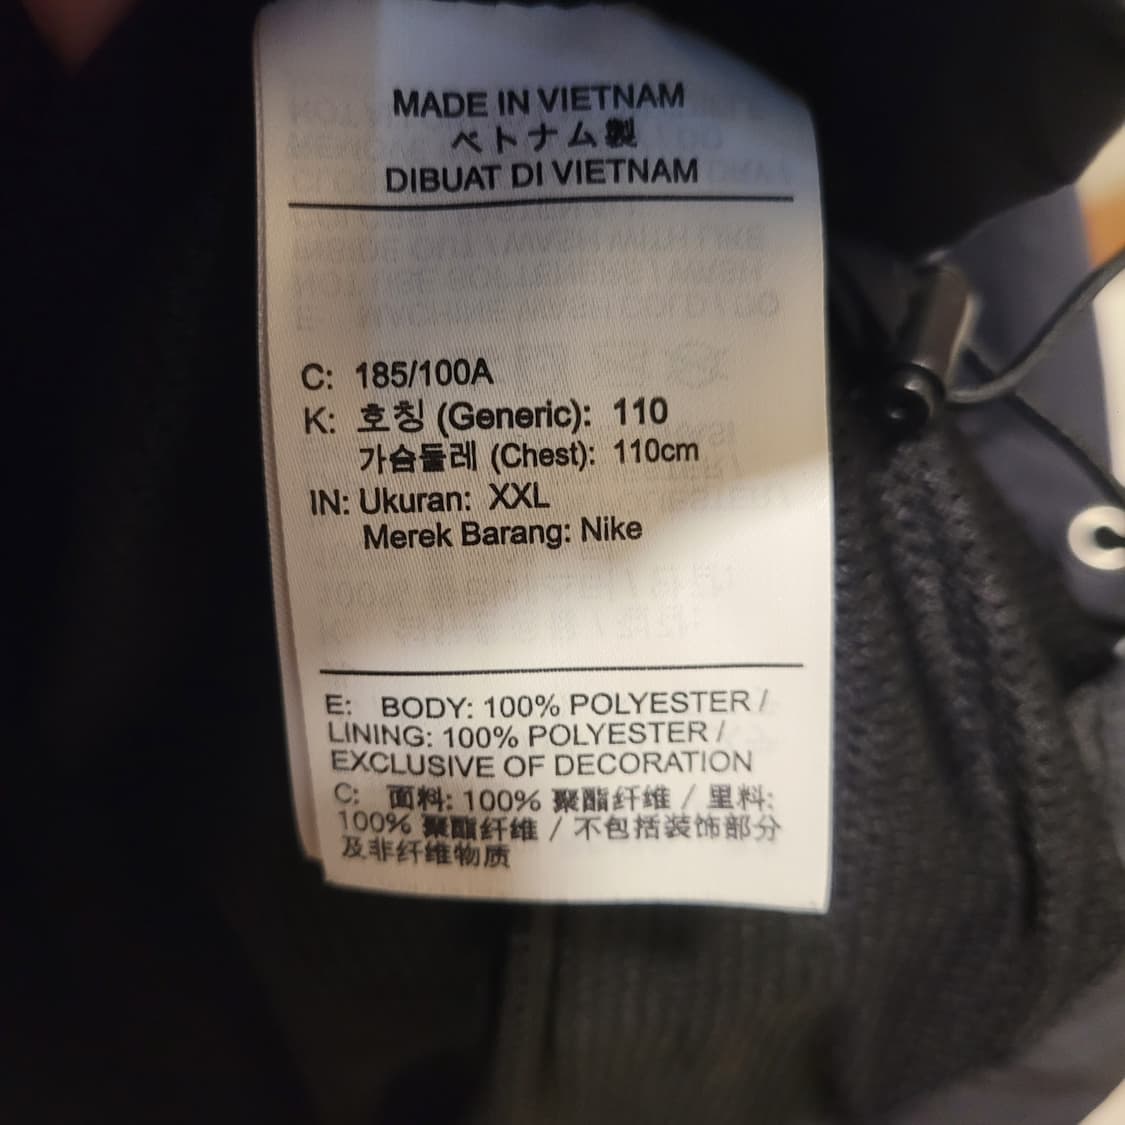 MADE IN VIETNAM
ベトナム製
DIBUAT DI VIETNAM
C: 185/100A
K: 호칭 (Generic): 110
가슴둘레 (Chest): 110cm
IN: Ukuran: XXL
Merek Barang: Nike
E: BODY: 100% POLYESTER /
LINING: 100% POLYESTER /
EXCLUSIVE OF DECORATION
C: 面料: 100% 聚酯纤维 / 里料:
100% 聚酯纤维 / 不包括装饰部分
及非纤维物质